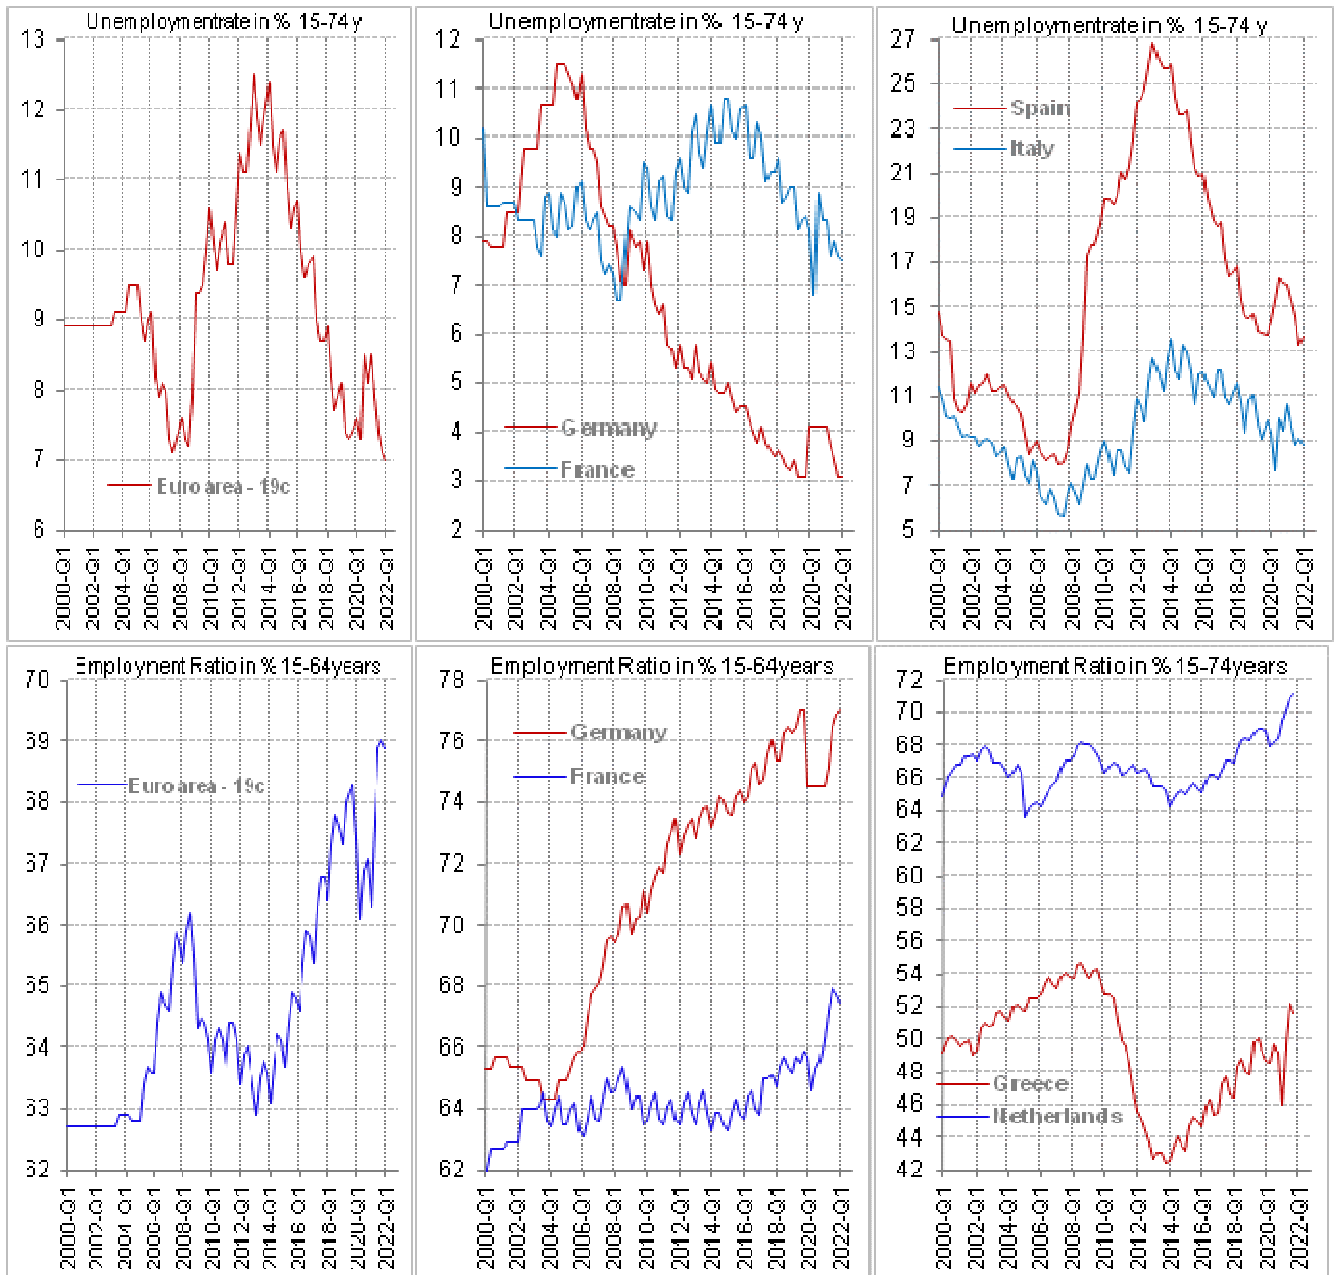 Unemploymentrate in % 15-74 y
13
12
11
10
9
8
7
6
Euro area - 19c
2000-Q1
2002-Q1
2004-Q1
2006-Q1
2008-Q1
2010-Q1
2012-Q1
2014-Q1
2016-Q1
2018-Q1
2020-Q1
2022-Q1
Unemploymentrate in % 15-74 y
12
11
10
9
8
7
6
5
4
3
2
Germany
France
2000-Q1
2002-Q1
2004-Q1
2006-Q1
2008-Q1
2010-Q1
2012-Q1
2014-Q1
2016-Q1
2018-Q1
2020-Q1
2022-Q1
Unemploymentrate in % 15-74 y
27
25
23
21
19
17
15
13
11
9
7
5
Spain
Italy
2000-Q1
2002-Q1
2004-Q1
2006-Q1
2008-Q1
2010-Q1
2012-Q1
2014-Q1
2016-Q1
2018-Q1
2020-Q1
2022-Q1
Employment Ratio in % 15-64years
70
69
68
67
66
65
64
63
62
Euro area - 19c
2000-Q1
2002-Q1
2004-Q1
2006-Q1
2008-Q1
2010-Q1
2012-Q1
2014-Q1
2016-Q1
2018-Q1
2020-Q1
2022-Q1
Employment Ratio in % 15-64years
78
76
74
72
70
68
66
64
62
Germany
France
2000-Q1
2002-Q1
2004-Q1
2006-Q1
2008-Q1
2010-Q1
2012-Q1
2014-Q1
2016-Q1
2018-Q1
2020-Q1
2022-Q1
Employment Ratio in % 15-74years
72
70
68
66
64
62
60
58
56
54
52
50
48
46
44
42
Greece
Netherlands
2000-Q1
2002-Q1
2004-Q1
2006-Q1
2008-Q1
2010-Q1
2012-Q1
2014-Q1
2016-Q1
2018-Q1
2020-Q1
2022-Q1